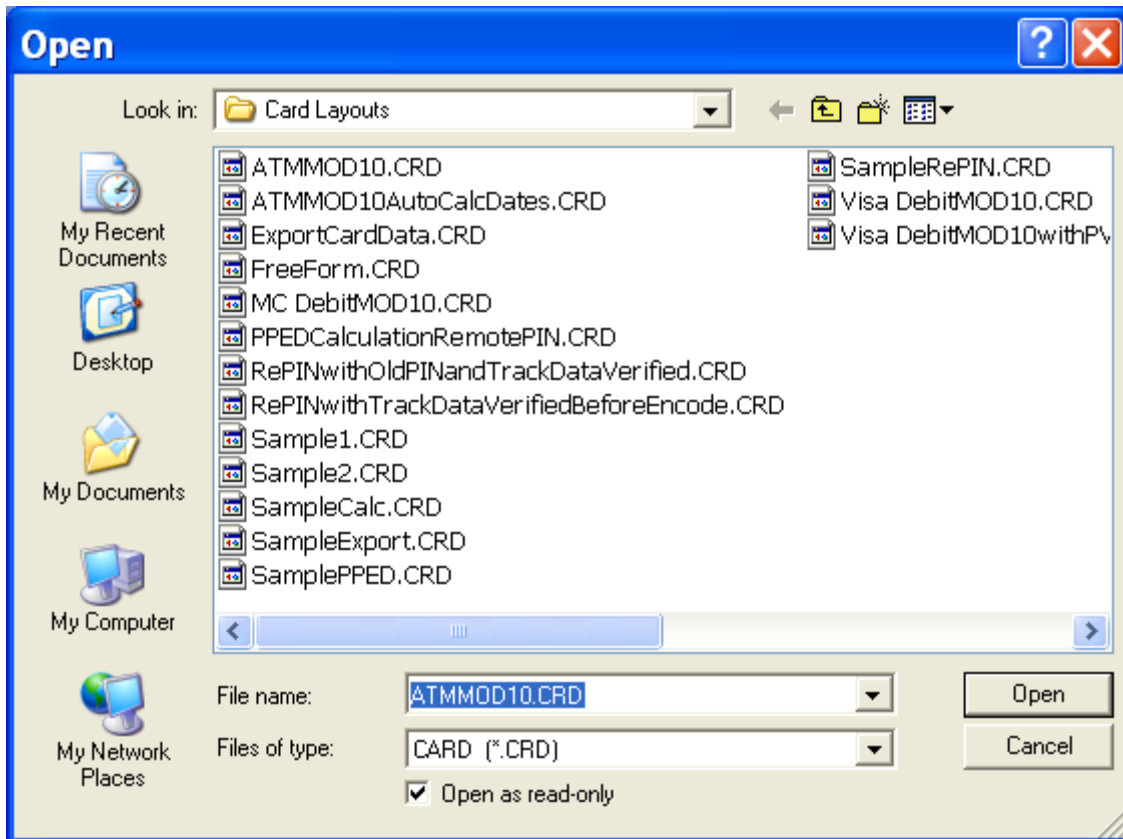 Open
Look in: Card Layouts
My Recent
Documents
Desktop
My Documents
My Computer
My Network
Places
ATMMOD10.CRD
ATMMOD10AutoCalcDates.CRD
ExportCardData.CRD
FreeForm.CRD
MC DebitMOD10.CRD
PPEDCalculationRemotePIN.CRD
RePINwithOldPINandTrackDataVerified.CRD
RePINwithTrackDataVerifiedBeforeEncode.CRD
Sample1.CRD
Sample2.CRD
SampleCalc.CRD
SampleExport.CRD
SamplePPED.CRD
SampleRePIN.CRD
Visa DebitMOD10.CRD
Visa DebitMOD10withPV
File name: ATMMOD10.CRD Open
Files of type: CARD (*.CRD) Cancel
Open as read-only